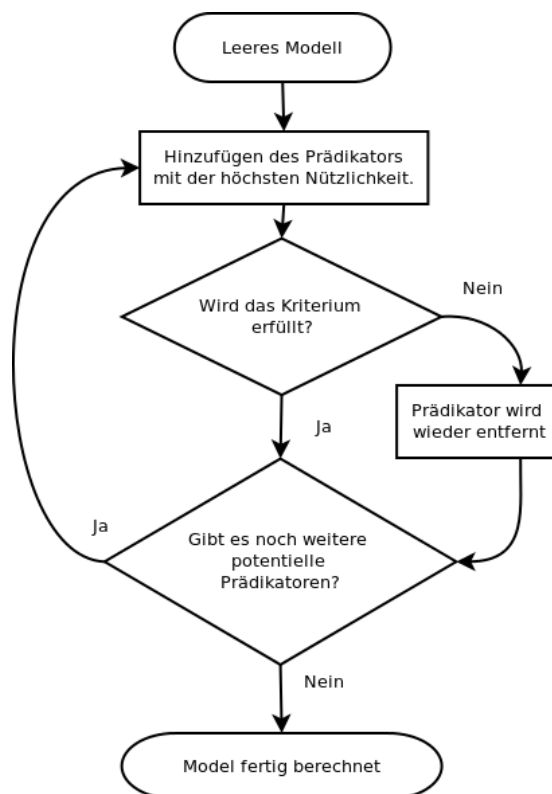 Leeres Modell
Hinzufügen des Prädikators
mit der höchsten Nützlichkeit.
Wird das Kriterium
erfüllt?
Nein
Prädikator wird
wieder entfernt
Ja
Gibt es noch weitere
potentielle
Prädikatoren?
Ja
Nein
Model fertig berechnet